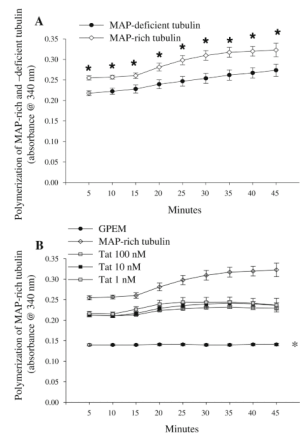 A
MAP-deficient tubulin
MAP-rich tubulin
Polymerization of MAP-rich and –deficient tubulin
(absorbance @ 340 nm)
0.35
0.30
0.25
0.20
0.15
0.10
0.05
0.00
* * * * * * * * *
5 10 15 20 25 30 35 40 45
Minutes
B
GPEM
MAP-rich tubulin
Tat 100 nM
Tat 10 nM
Tat 1 nM
Polymerization of MAP-rich tubulin
(absorbance @ 340 nm)
0.35
0.30
0.25
0.20
0.15
0.10
0.05
0.00
*
5 10 15 20 25 30 35 40 45
Minutes